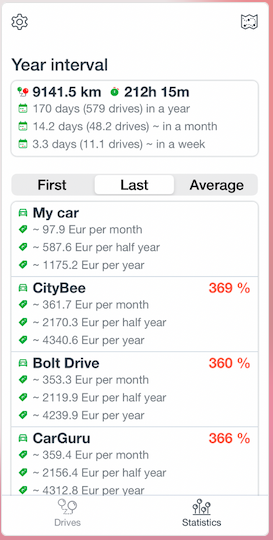 Year interval
9141.5 km 212h 15m
170 days (579 drives) in a year
14.2 days (48.2 drives) ~ in a month
3.3 days (11.1 drives) ~ in a week
First Last Average
My car
~ 97.9 Eur per month
~ 587.6 Eur per half year
~ 1175.2 Eur per year
CityBee 369 %
~ 361.7 Eur per month
~ 2170.3 Eur per half year
~ 4340.6 Eur per year
Bolt Drive 360 %
~ 353.3 Eur per month
~ 2119.9 Eur per half year
~ 4239.9 Eur per year
CarGuru 366 %
~ 359.4 Eur per month
~ 2156.4 Eur per half year
~ 4312.8 Eur per year
Drives Statistics